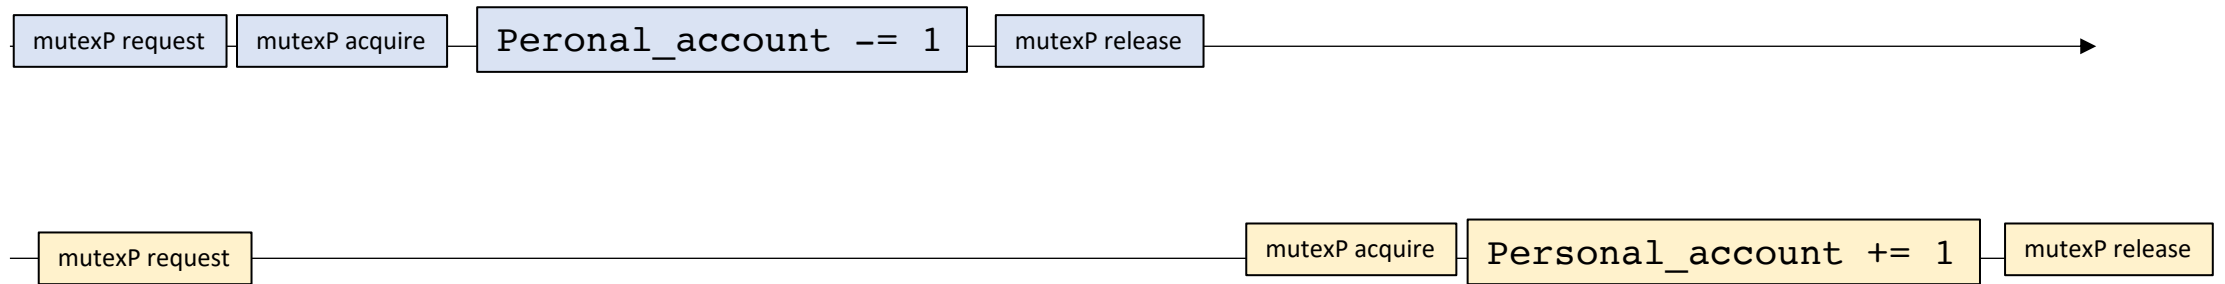 mutexP request
mutexP acquire
Peronal_account -= 1
mutexP release
mutexP request
mutexP acquire
Personal_account += 1
mutexP release